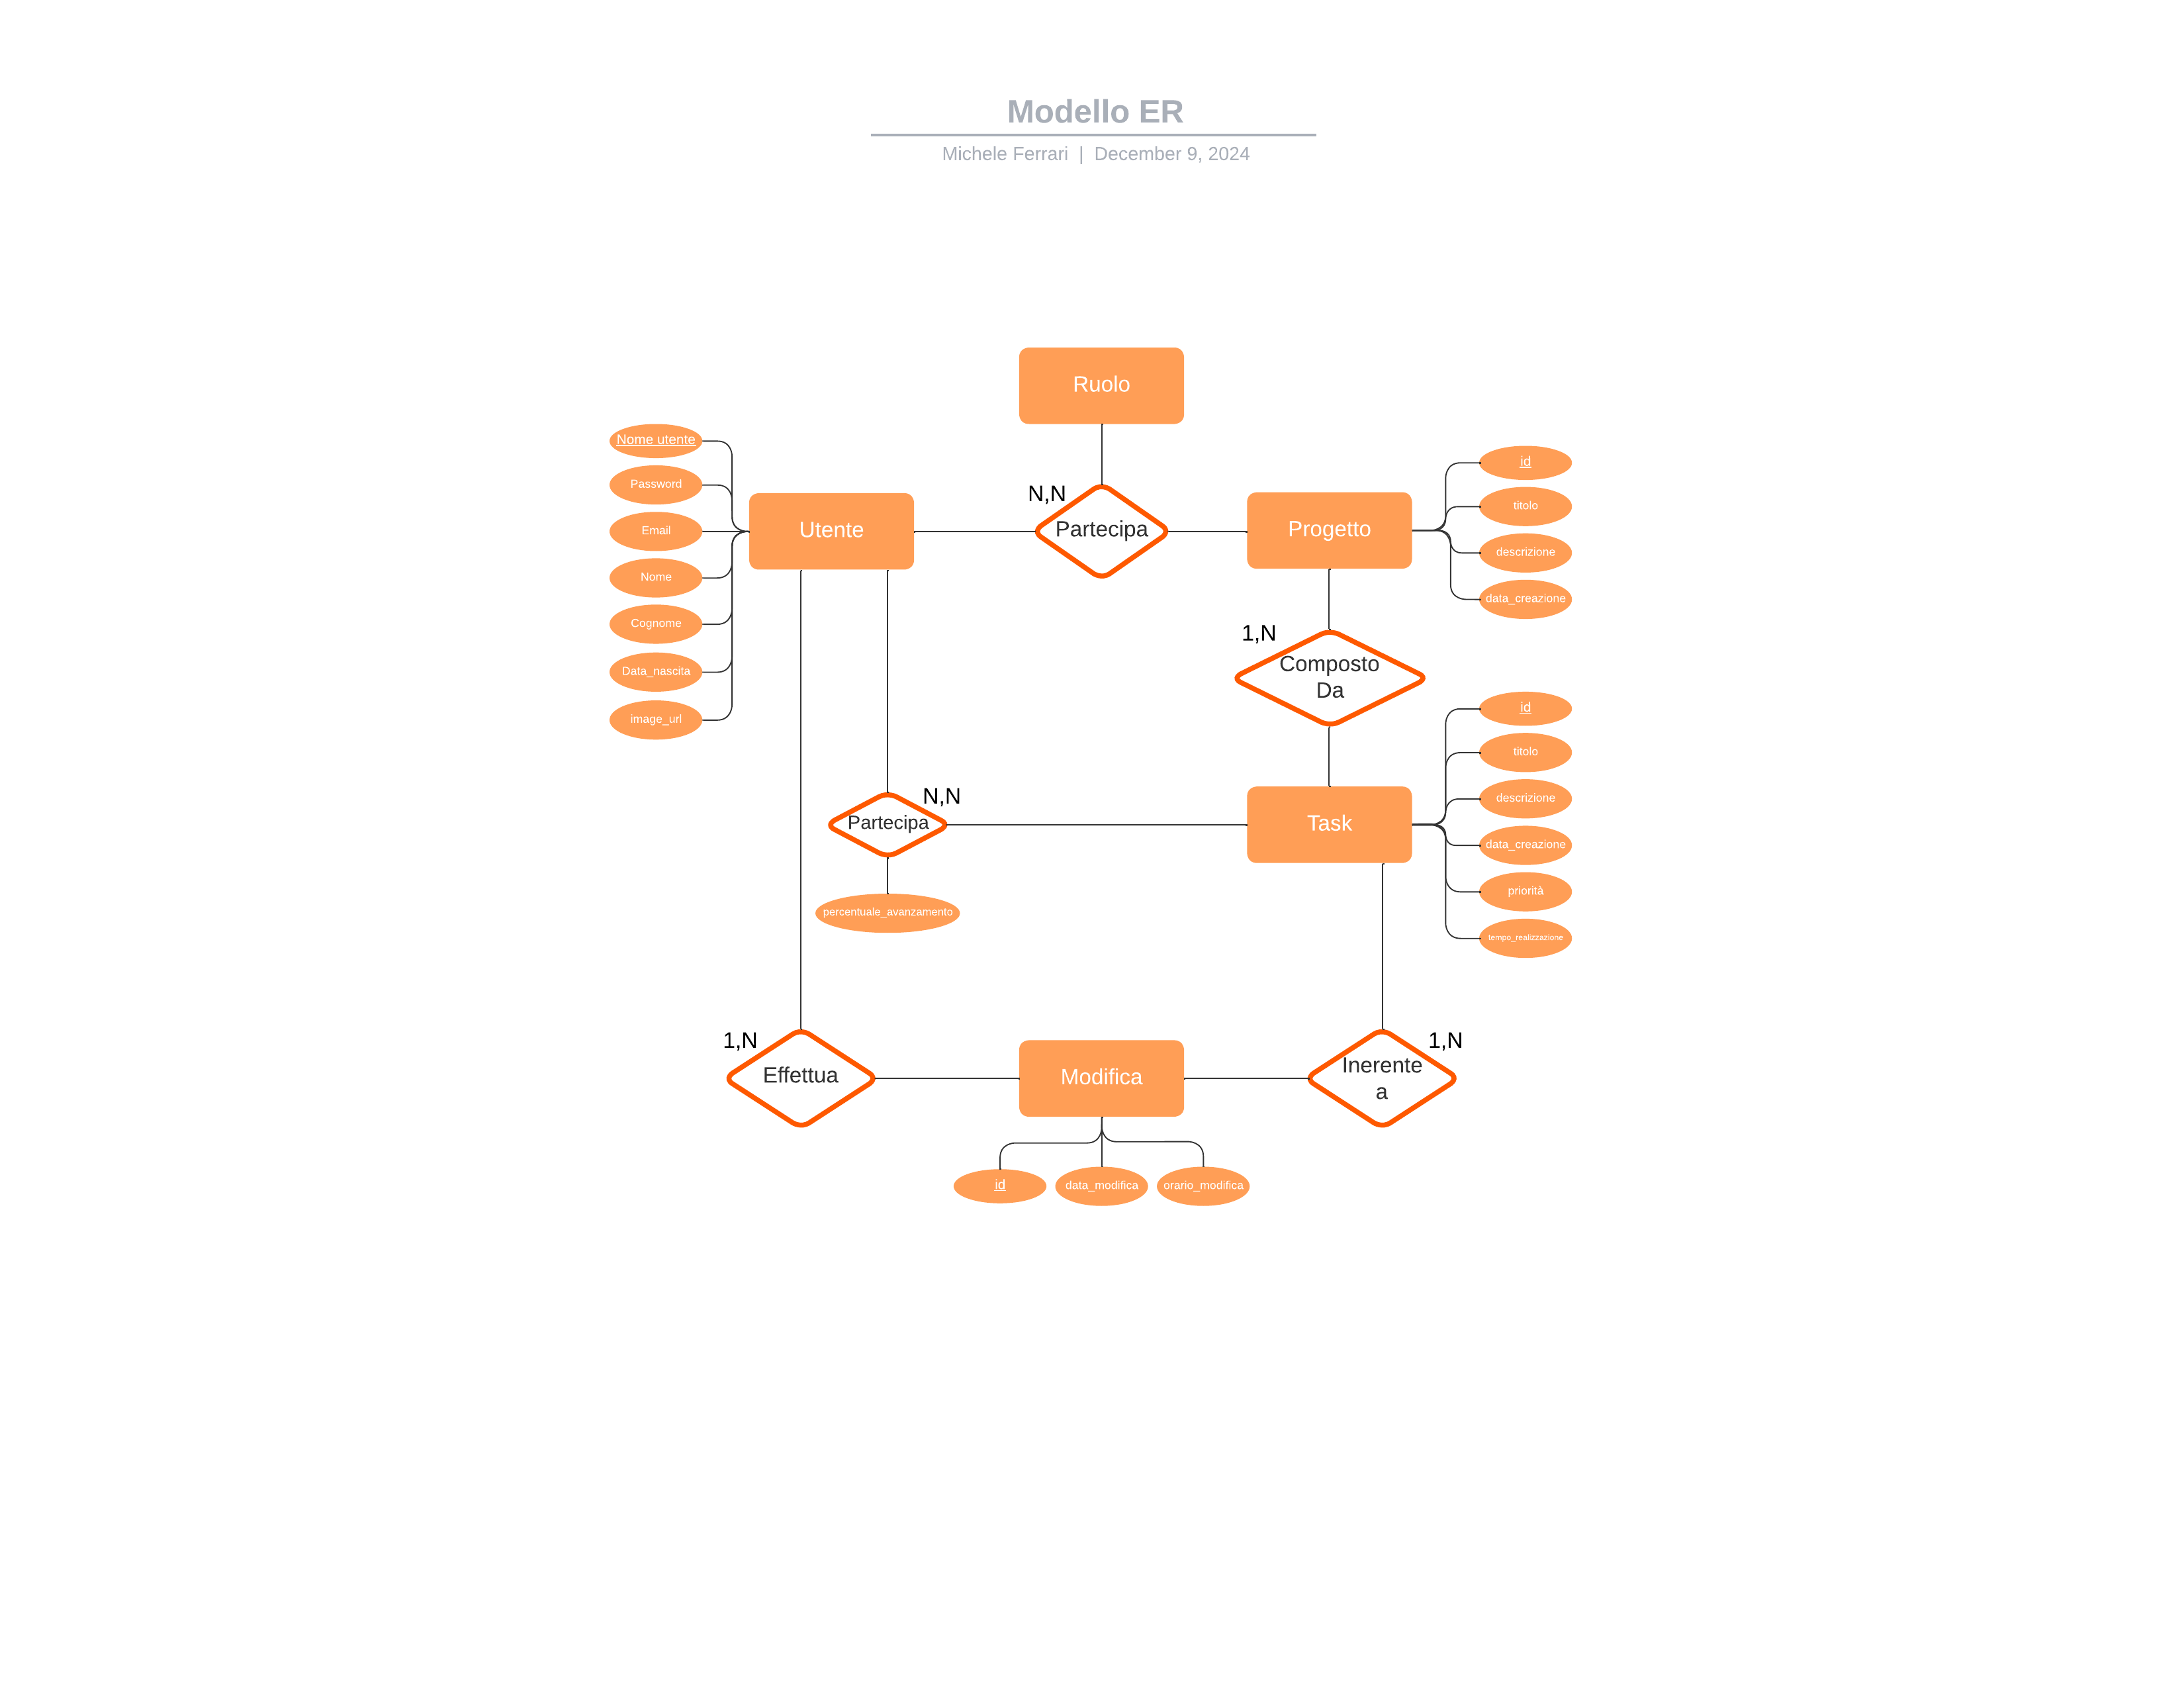 Modello ER
Michele Ferrari | December 9, 2024
Ruolo
Nome utente
Password
Email
Nome
Cognome
Data_nascita
image_url
Utente
N,N
Partecipa
Progetto
id
titolo
descrizione
data_creazione
1,N
Composto
Da
id
titolo
descrizione
data_creazione
priorità
tempo_realizzazione
N,N
Partecipa
Task
percentuale_avanzamento
1,N
Effettua
Modifica
1,N
Inerente
a
id
data_modifica
orario_modifica